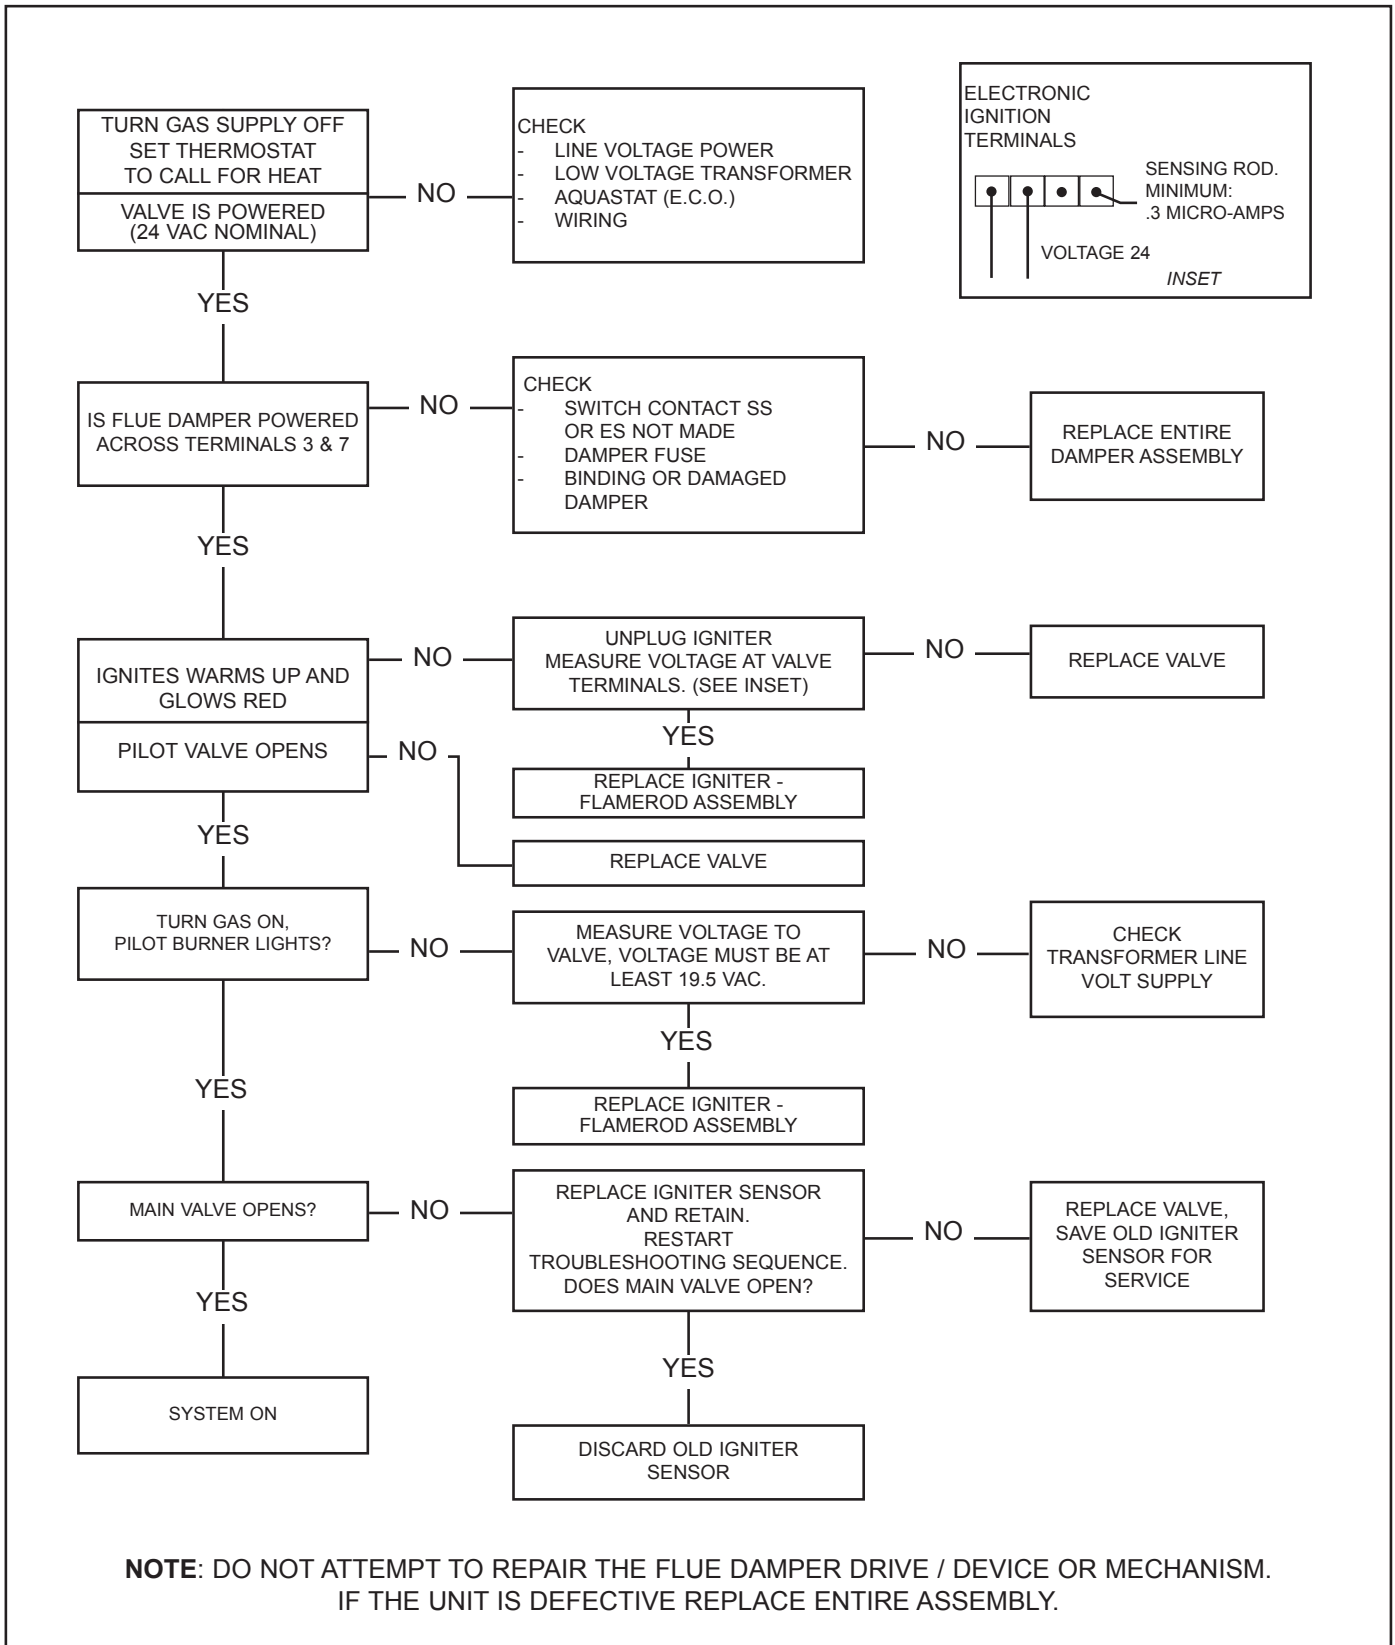 TURN GAS SUPPLY OFF
SET THERMOSTAT
TO CALL FOR HEAT
VALVE IS POWERED
(24 VAC NOMINAL)
NO
CHECK
- LINE VOLTAGE POWER
- LOW VOLTAGE TRANSFORMER
- AQUASTAT (E.C.O.)
- WIRING
ELECTRONIC
IGNITION
TERMINALS
SENSING ROD.
MINIMUM:
.3 MICRO-AMPS
VOLTAGE 24
INSET
YES
IS FLUE DAMPER POWERED
ACROSS TERMINALS 3 & 7
NO
CHECK
- SWITCH CONTACT SS
OR ES NOT MADE
- DAMPER FUSE
- BINDING OR DAMAGED
DAMPER
NO
REPLACE ENTIRE
DAMPER ASSEMBLY
YES
IGNITES WARMS UP AND
GLOWS RED
NO
UNPLUG IGNITER
MEASURE VOLTAGE AT VALVE
TERMINALS. (SEE INSET)
NO
REPLACE VALVE
YES
REPLACE IGNITER -
FLAMEROD ASSEMBLY
PILOT VALVE OPENS
NO
REPLACE VALVE
YES
TURN GAS ON,
PILOT BURNER LIGHTS?
NO
MEASURE VOLTAGE TO
VALVE, VOLTAGE MUST BE AT
LEAST 19.5 VAC.
NO
CHECK
TRANSFORMER LINE
VOLT SUPPLY
YES
REPLACE IGNITER -
FLAMEROD ASSEMBLY
YES
MAIN VALVE OPENS?
NO
REPLACE IGNITER SENSOR
AND RETAIN.
RESTART
TROUBLESHOOTING SEQUENCE.
DOES MAIN VALVE OPEN?
NO
REPLACE VALVE,
SAVE OLD IGNITER
SENSOR FOR
SERVICE
YES
SYSTEM ON
YES
DISCARD OLD IGNITER
SENSOR
NOTE: DO NOT ATTEMPT TO REPAIR THE FLUE DAMPER DRIVE / DEVICE OR MECHANISM.
IF THE UNIT IS DEFECTIVE REPLACE ENTIRE ASSEMBLY.